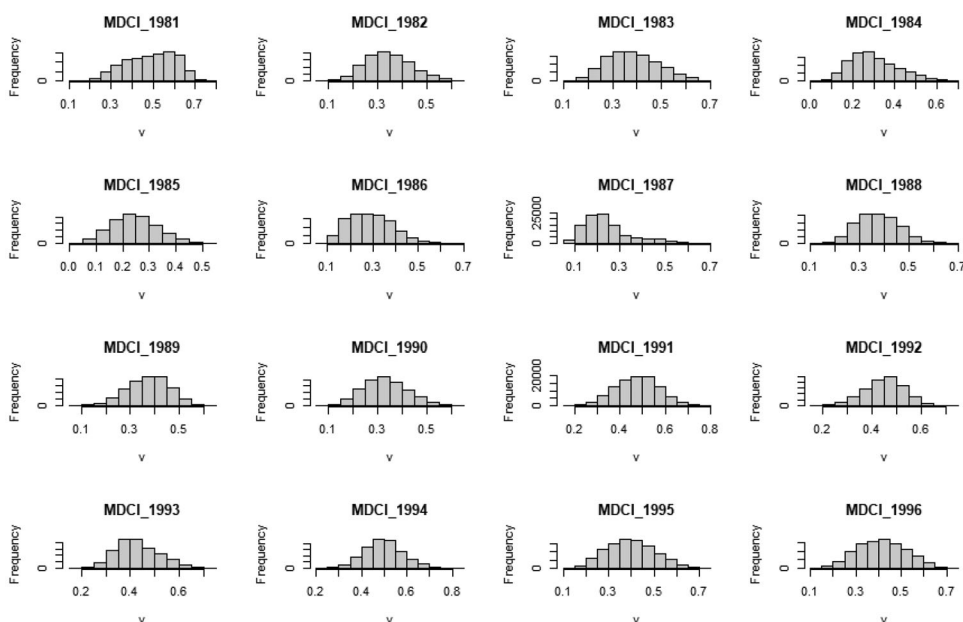 MDCI_1981 MDCI_1982 MDCI_1983 MDCI_1984
Frequency Frequency Frequency Frequency
0 0 0 0
0.1 0.3 0.5 0.7 0.1 0.3 0.5 0.1 0.3 0.5 0.7 0.0 0.2 0.4 0.6
v v v v
MDCI_1985 MDCI_1986 MDCI_1987 MDCI_1988
Frequency Frequency Frequency Frequency
0 0 0 25000 0
0.0 0.1 0.2 0.3 0.4 0.5 0.1 0.3 0.5 0.7 0.1 0.3 0.5 0.7 0.1 0.3 0.5 0.7
v v v v
MDCI_1989 MDCI_1990 MDCI_1991 MDCI_1992
Frequency Frequency Frequency Frequency
0 0 0 20000 0
0.1 0.3 0.5 0.1 0.3 0.5 0.2 0.4 0.6 0.8 0.2 0.4 0.6
v v v v
MDCI_1993 MDCI_1994 MDCI_1995 MDCI_1996
Frequency Frequency Frequency Frequency
0 0 0 0
0.2 0.4 0.6 0.2 0.4 0.6 0.8 0.1 0.3 0.5 0.7 0.1 0.3 0.5 0.7
v v v v